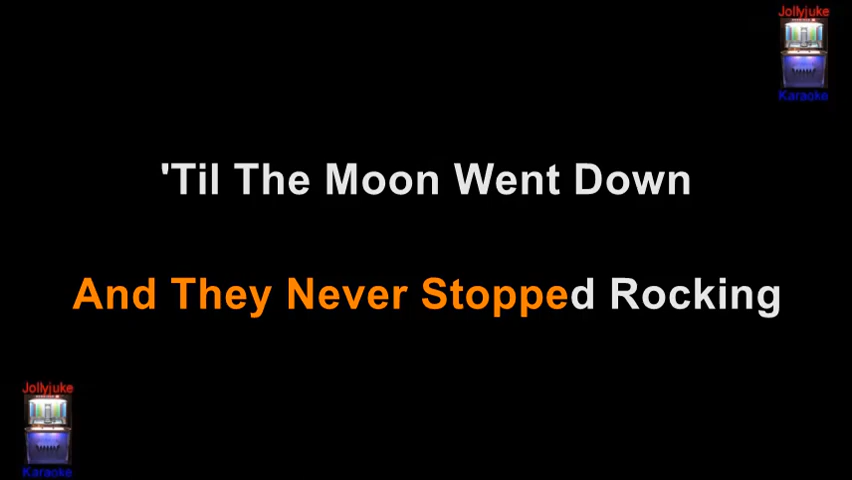 Jollyjuke
Karaoke
'Til The Moon Went Down
And They Never Stopped Rocking
Jollyjuke
Karaoke